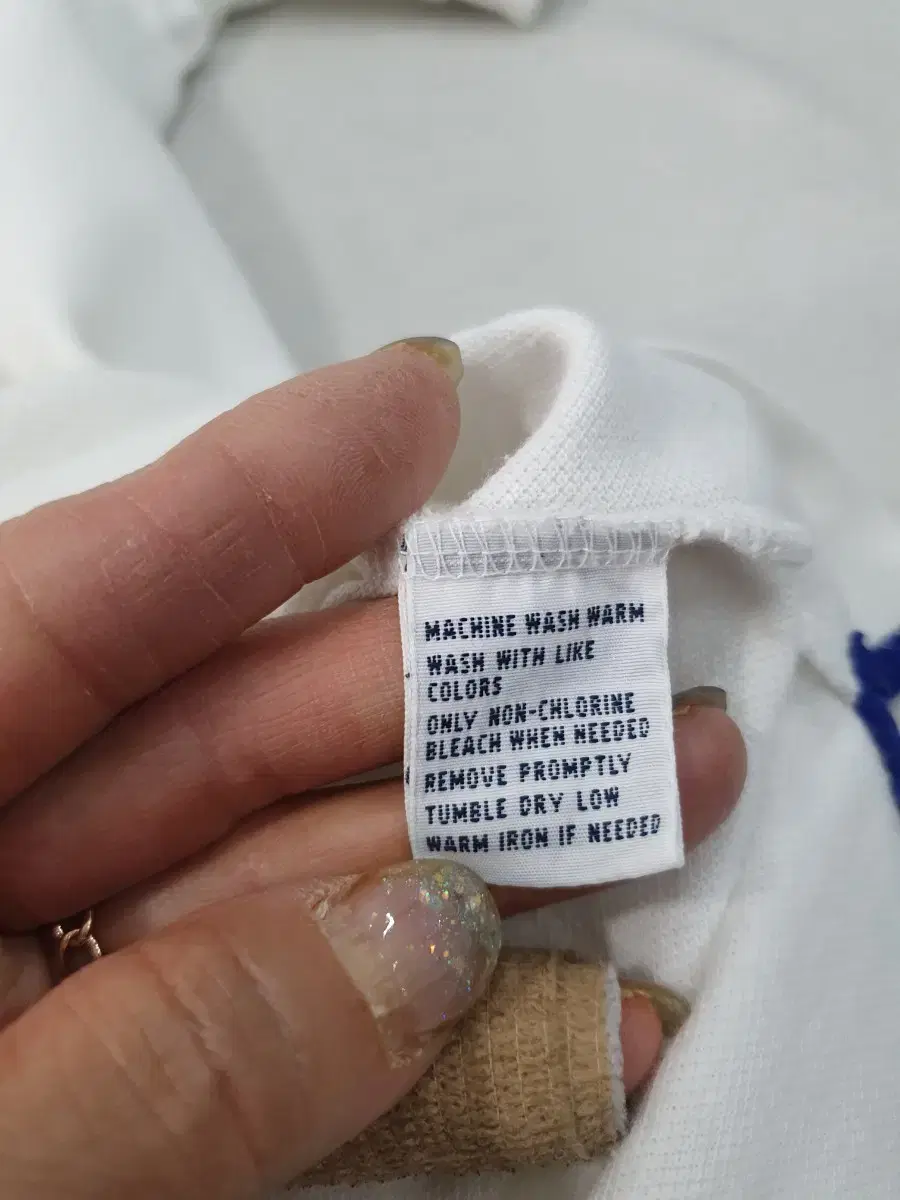 MACHINE WASH WARM
WASH WITH LIKE
COLORS
ONLY NON-CHLORINE
BLEACH WHEN NEEDED
REMOVE PROMPTLY
TUMBLE DRY LOW
WARM IRON IF NEEDED